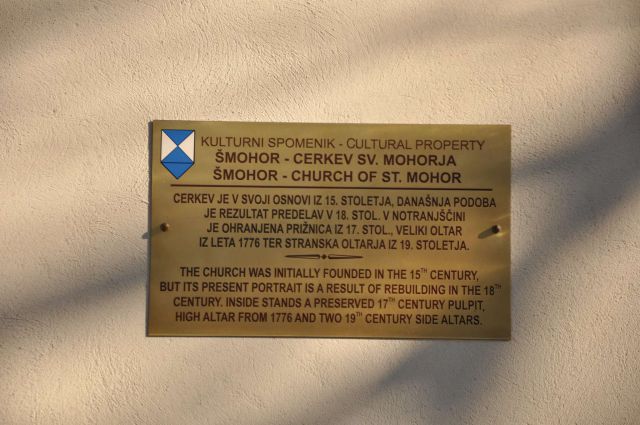 KULTURNI SPOMENIK - CULTURAL PROPERTY
ŠMOHOR - CERKEV SV. MOHORJA
ŠMOHOR - CHURCH OF ST. MOHOR
CERKEV JE V SVOJI OSNOVI IZ 15. STOLETJA, DANAŠNJA PODOBA
JE REZULTAT PREDELAV V 18. STOL. V NOTRANJŠČINI
JE OHRANJENA PRIŽNICA IZ 17. STOL., VELIKI OLTAR
IZ LETA 1776 TER STRANSKA OLTARJA IZ 19. STOLETJA.
THE CHURCH WAS INITIALLY FOUNDED IN THE 15TH CENTURY,
BUT ITS PRESENT PORTRAIT IS A RESULT OF REBUILDING IN THE 18TH
CENTURY. INSIDE STANDS A PRESERVED 17TH CENTURY PULPIT,
HIGH ALTAR FROM 1776 AND TWO 19TH CENTURY SIDE ALTARS.